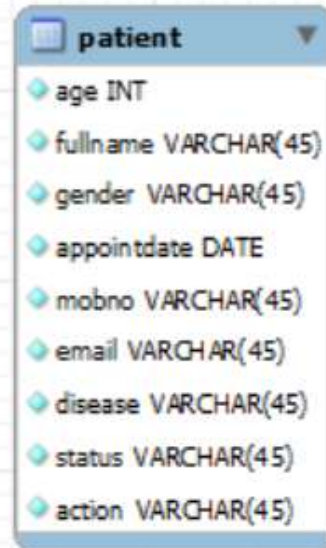 patient
age INT
fullname VARCHAR(45)
gender VARCHAR(45)
appointdate DATE
mobno VARCHAR(45)
email VARCHAR(45)
disease VARCHAR(45)
status VARCHAR(45)
action VARCHAR(45)